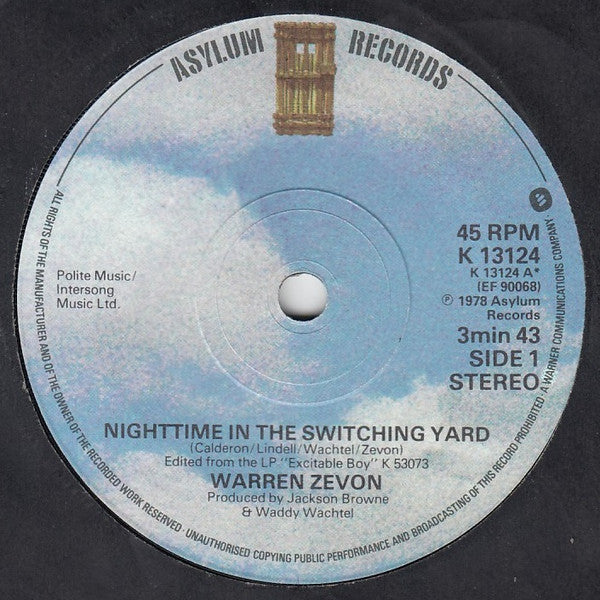 ASYLUM RECORDS
Polite Music/
Intersong
Music Ltd.
45 RPM
K 13124
K 13124 A*
(EF 90068)
℗ 1978 Asylum
Records
3min 43
SIDE 1
STEREO
NIGHTTIME IN THE SWITCHING YARD
(Calderon/Lindell/Wachtel/Zevon)
Edited from the LP "Excitable Boy" K 53073
WARREN ZEVON
Produced by Jackson Browne
& Waddy Wachtel
ALL RIGHTS OF THE MANUFACTURER AND OF THE OWNER OF THE RECORDED WORK RESERVED · UNAUTHORISED COPYING PUBLIC PERFORMANCE AND BROADCASTING OF THIS RECORD PROHIBITED · A WARNER COMMUNICATIONS COMPANY